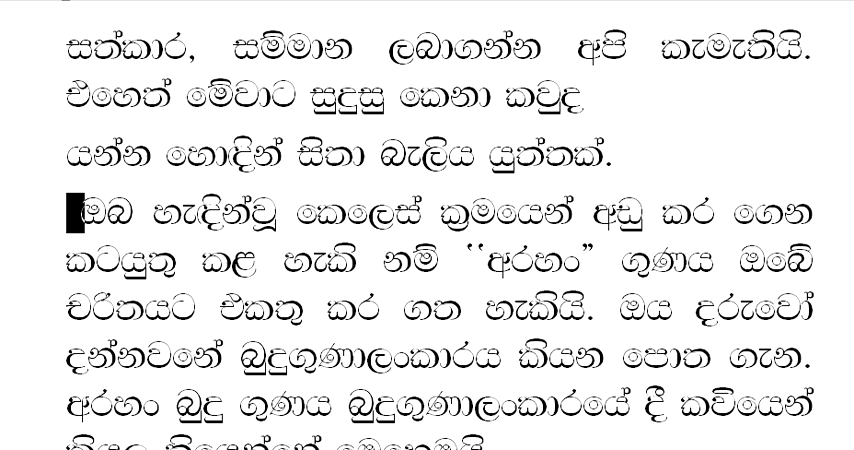 සත්කාර, සම්මාන ලබාගන්න අපි කැමැතියි.
එහෙත් මේවාට සුදුසු කෙනා කවුද
යන්න හොඳින් සිතා බැලිය යුත්තක්.
ඔබ හැඳින්වූ කෙලෙස් ක්‍රමයෙන් අඩු කර ගෙන
කටයුතු කළ හැකි නම් “අරහං” ගුණය ඔබේ
චරිතයට එකතු කර ගත හැකියි. ඔය දරුවෝ
දන්නවනේ බුදුගුණාලංකාරය කියන පොත ගැන.
අරහං බුදු ගුණය බුදුගුණාලංකාරයේ දී කවියෙන්